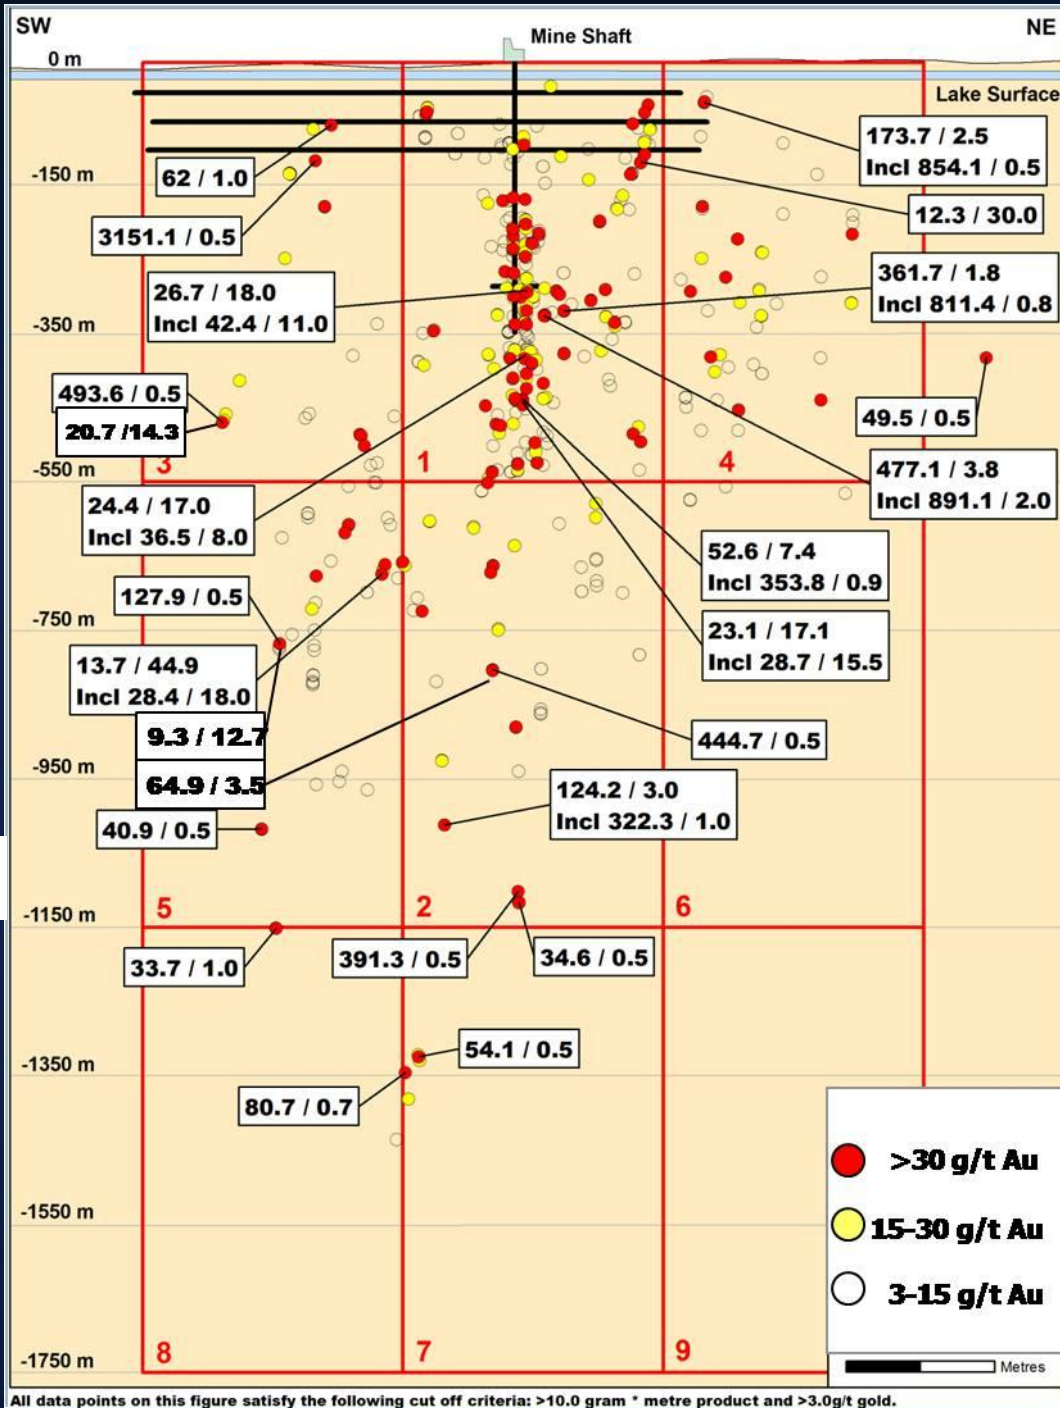 SW
NE
Mine Shaft
0 m
Lake Surface
173.7 / 2.5
Incl 854.1 / 0.5
62 / 1.0
-150 m
12.3 / 30.0
3151.1 / 0.5
361.7 / 1.8
Incl 811.4 / 0.8
26.7 / 18.0
Incl 42.4 / 11.0
-350 m
493.6 / 0.5
20.7 /14.3
49.5 / 0.5
3
1
4
-550 m
477.1 / 3.8
Incl 891.1 / 2.0
24.4 / 17.0
Incl 36.5 / 8.0
52.6 / 7.4
Incl 353.8 / 0.9
127.9 / 0.5
-750 m
23.1 / 17.1
Incl 28.7 / 15.5
13.7 / 44.9
Incl 28.4 / 18.0
9.3 / 12.7
444.7 / 0.5
-950 m
64.9 / 3.5
124.2 / 3.0
Incl 322.3 / 1.0
40.9 / 0.5
5
2
6
-1150 m
33.7 / 1.0
391.3 / 0.5
34.6 / 0.5
54.1 / 0.5
-1350 m
80.7 / 0.7
>30 g/t Au
15-30 g/t Au
3-15 g/t Au
-1550 m
8
7
9
-1750 m
Metres
All data points on this figure satisfy the following cut off criteria: >10.0 gram * metre product and >3.0g/t gold.